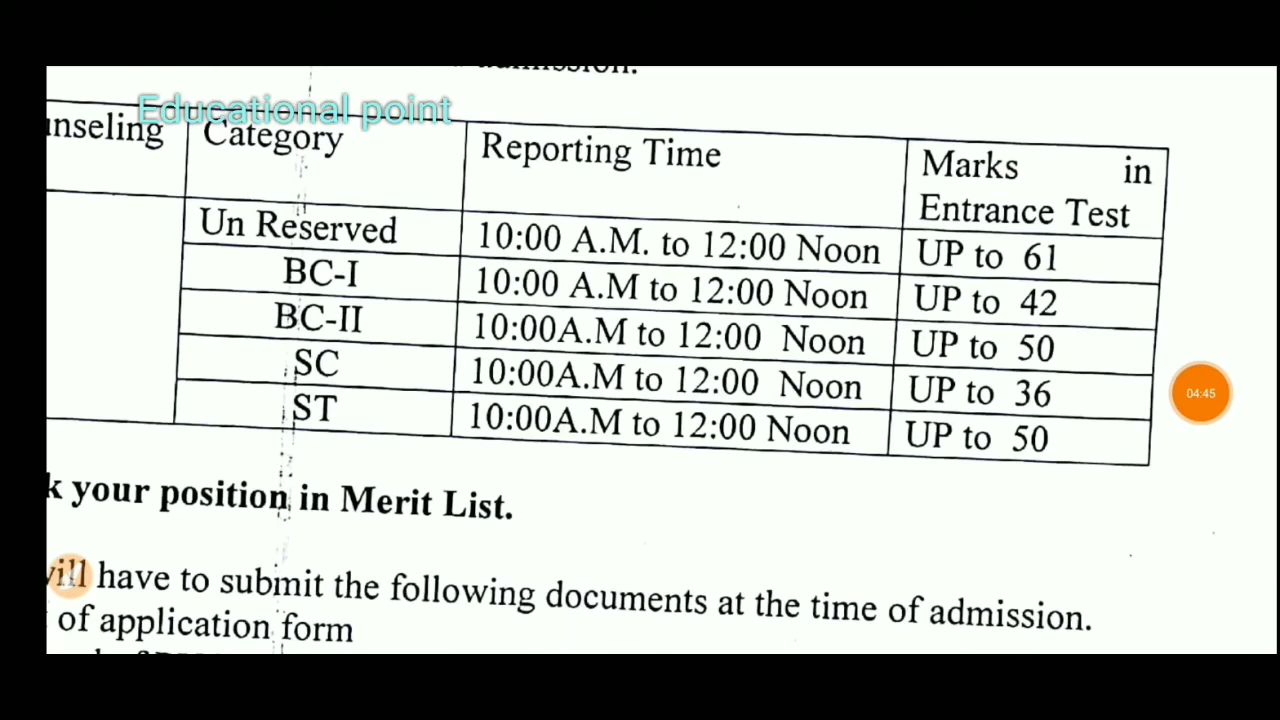 admission.
Educational point
unseling Category Reporting Time Marks in
Entrance Test
Un Reserved 10:00 A.M. to 12:00 Noon UP to 61
BC-I 10:00 A.M to 12:00 Noon UP to 42
BC-II 10:00A.M to 12:00 Noon UP to 50
SC 10:00A.M to 12:00 Noon UP to 36
ST 10:00A.M to 12:00 Noon UP to 50
04:45
k your position in Merit List.
will have to submit the following documents at the time of admission.
of application form